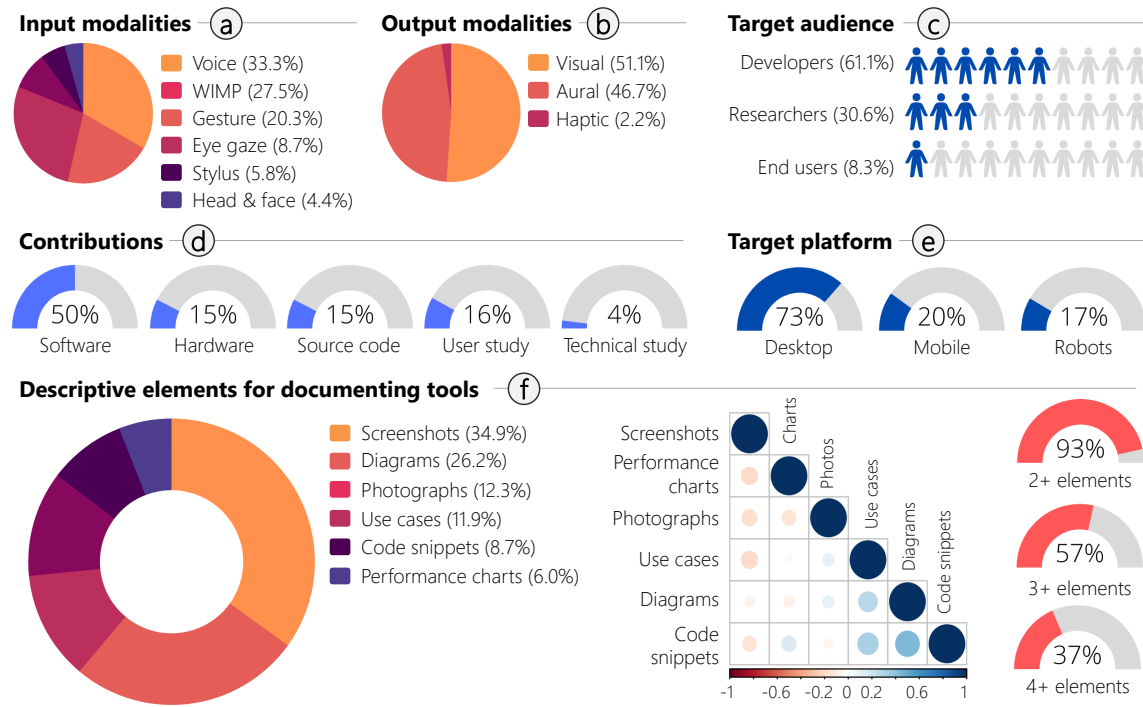 Input modalities a
Voice (33.3%)
WIMP (27.5%)
Gesture (20.3%)
Eye gaze (8.7%)
Stylus (5.8%)
Head & face (4.4%)
Output modalities b
Visual (51.1%)
Aural (46.7%)
Haptic (2.2%)
Target audience c
Developers (61.1%)
Researchers (30.6%)
End users (8.3%)
Contributions d
50%
Software
15%
Hardware
15%
Source code
16%
User study
4%
Technical study
Target platform e
73%
Desktop
20%
Mobile
17%
Robots
Descriptive elements for documenting tools f
Screenshots (34.9%)
Diagrams (26.2%)
Photographs (12.3%)
Use cases (11.9%)
Code snippets (8.7%)
Performance charts (6.0%)
Screenshots
Performance
charts
Photographs
Use cases
Diagrams
Code
snippets
Charts
Photos
Use cases
Diagrams
Code snippets
-1 -0.6 -0.2 0 0.2 0.6 1
93%
2+ elements
57%
3+ elements
37%
4+ elements